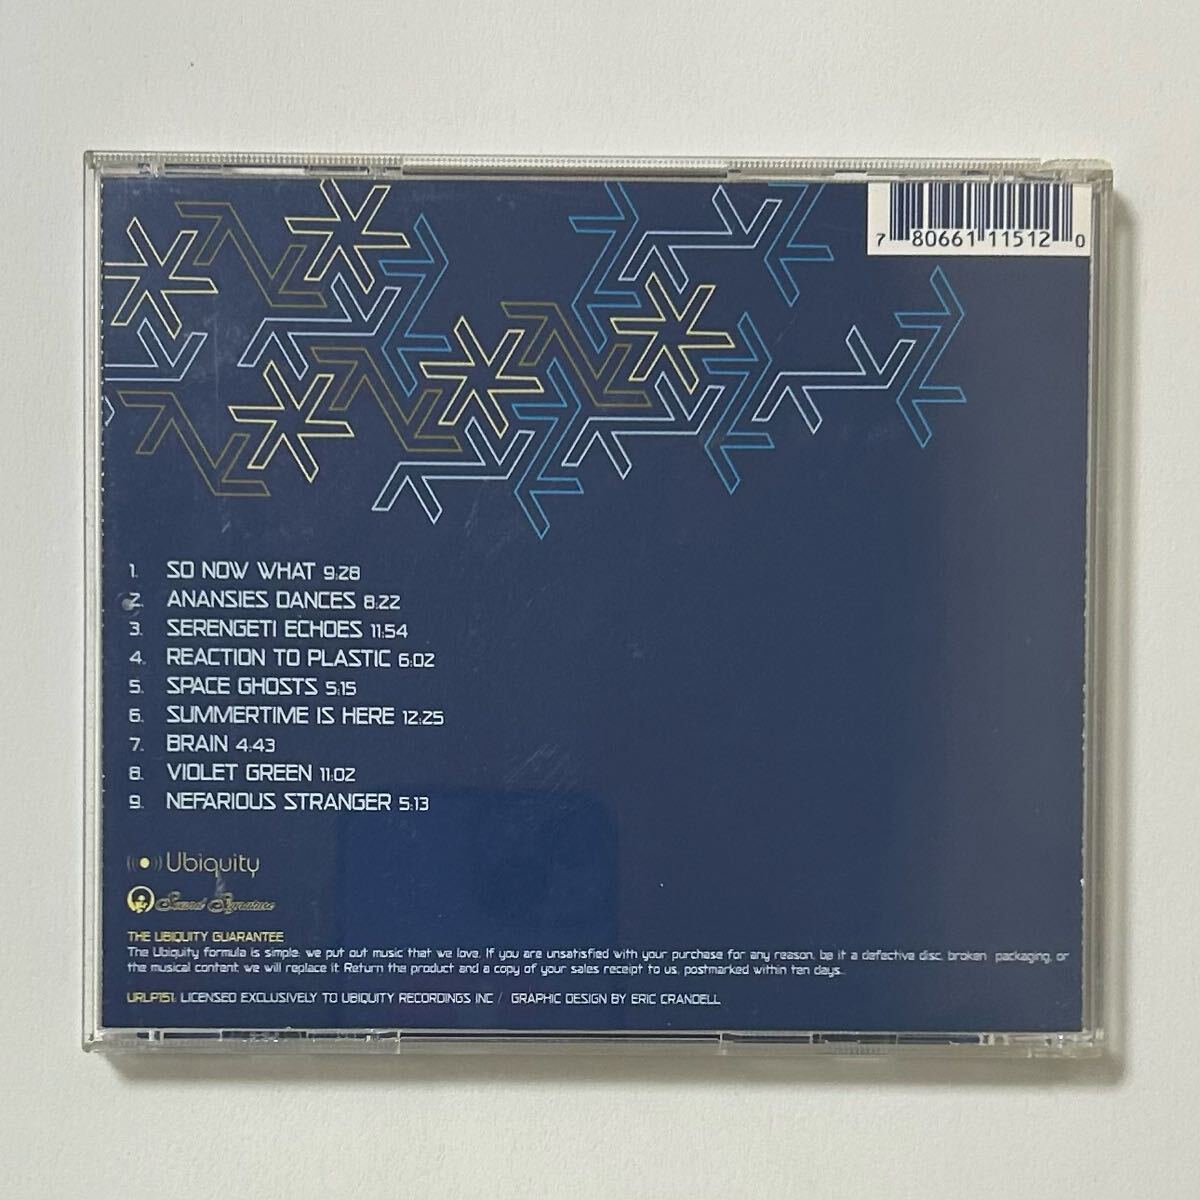 7 80661 11512 0
1. SO NOW WHAT 9:28
2. ANANSIES DANCES 8:22
3. SERENGETI ECHOES 11:54
4. REACTION TO PLASTIC 6:02
5. SPACE GHOSTS 5:15
6. SUMMERTIME IS HERE 12:25
7. BRAIN 4:43
8. VIOLET GREEN 11:02
9. NEFARIOUS STRANGER 5:13
Ubiquity
Sound Signature
THE UBIQUITY GUARANTEE
The Ubiquity formula is simple: we put out music that we love. If you are unsatisfied with your purchase for any reason, be it a defective disc, broken packaging, or
the musical content we will replace it. Return the product and a copy of your sales receipt to us, postmarked within ten days..
URLP151: LICENSED EXCLUSIVELY TO UBIQUITY RECORDINGS INC / GRAPHIC DESIGN BY ERIC CRANDELL